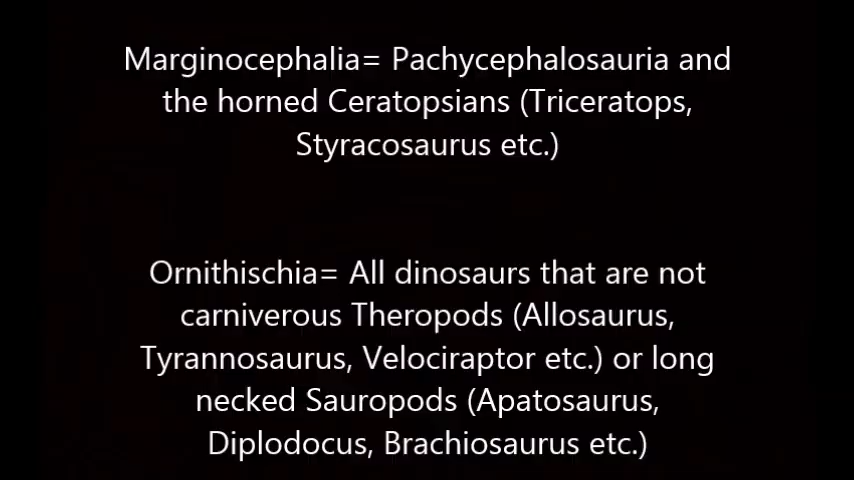 Marginocephalia= Pachycephalosauria and
the horned Ceratopsians (Triceratops,
Styracosaurus etc.)
Ornithischia= All dinosaurs that are not
carniverous Theropods (Allosaurus,
Tyrannosaurus, Velociraptor etc.) or long
necked Sauropods (Apatosaurus,
Diplodocus, Brachiosaurus etc.)